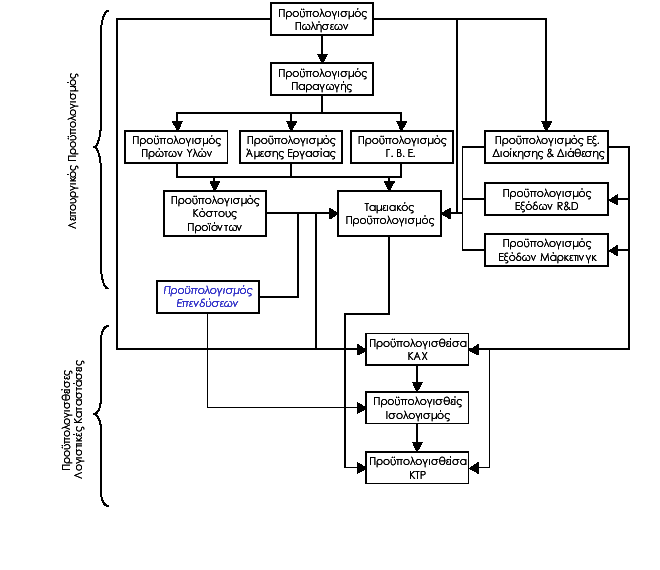 Προϋπολογισμός
Πωλήσεων
Προϋπολογισμός
Παραγωγής
Προϋπολογισμός
Πρώτων Υλών
Προϋπολογισμός
Άμεσης Εργασίας
Προϋπολογισμός
Γ. Β. Ε.
Προϋπολογισμός Εξ.
Διοίκησης & Διάθεσης
Προϋπολογισμός
Κόστους
Προϊόντων
Ταμειακός
Προϋπολογισμός
Προϋπολογισμός
Εξόδων R&D
Προϋπολογισμός
Εξόδων Μάρκετινγκ
Προϋπολογισμός
Επενδύσεων
Λειτουργικός Προϋπολογισμός
Προϋπολογισθείσα
ΚΑΧ
Προϋπολογισθείς
Ισολογισμός
Προϋπολογισθείσα
ΚΤΡ
Προϋπολογισθείσες
Λογιστικές Καταστάσεις